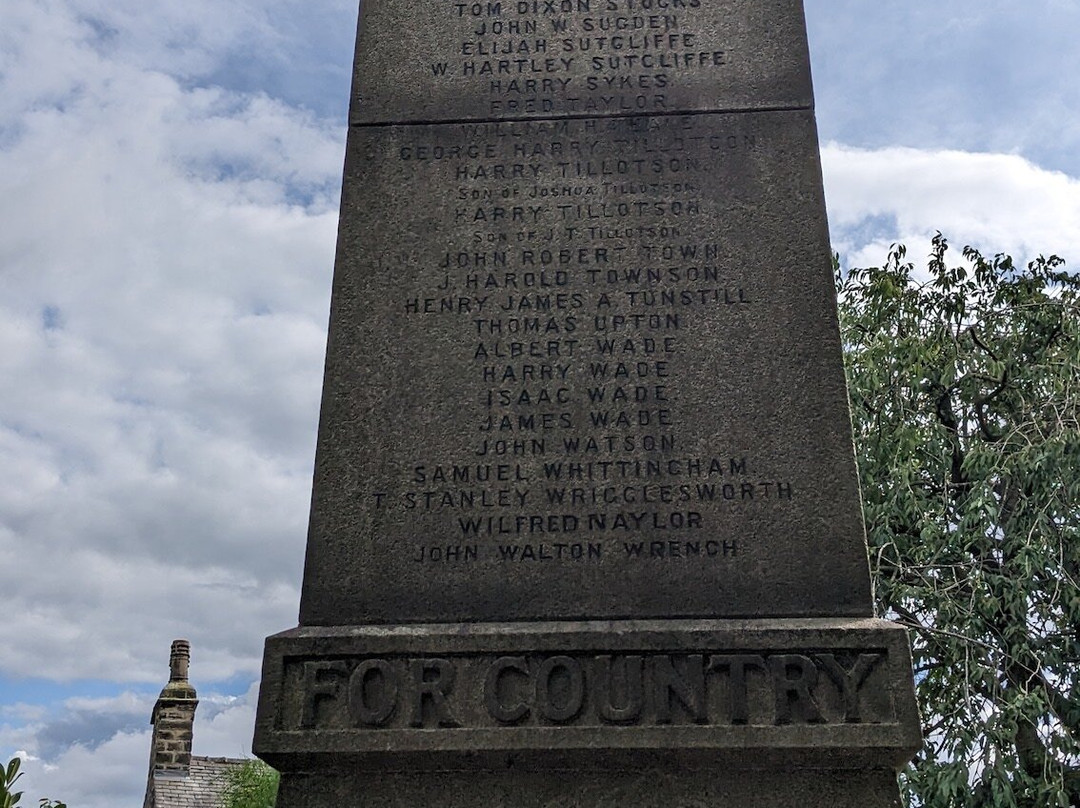 TOM DIXON STOCKS
JOHN W. SUGDEN.
ELIJAH SUTCLIFFE.
W. HARTLEY SUTCLIFFE.
HARRY SYKES.
FRED TAYLOR.
WILLIAM
GEORGE HARRY TILLOTSON.
HARRY TILLOTSON.
SON OF JOSHUA TILLOTSON.
HARRY TILLOTSON.
SON OF J. T. TILLOTSON.
JOHN ROBERT TOWN.
J. HAROLD TOWNSON.
HENRY JAMES A. TUNSTILL.
THOMAS UPTON.
ALBERT WADE.
HARRY WADE.
ISAAC WADE.
JAMES WADE.
JOHN WATSON.
SAMUEL WHITTINGHAM.
T. STANLEY WRIGGLESWORTH
WILFRED NAYLOR
JOHN WALTON WRENCH
FOR COUNTRY